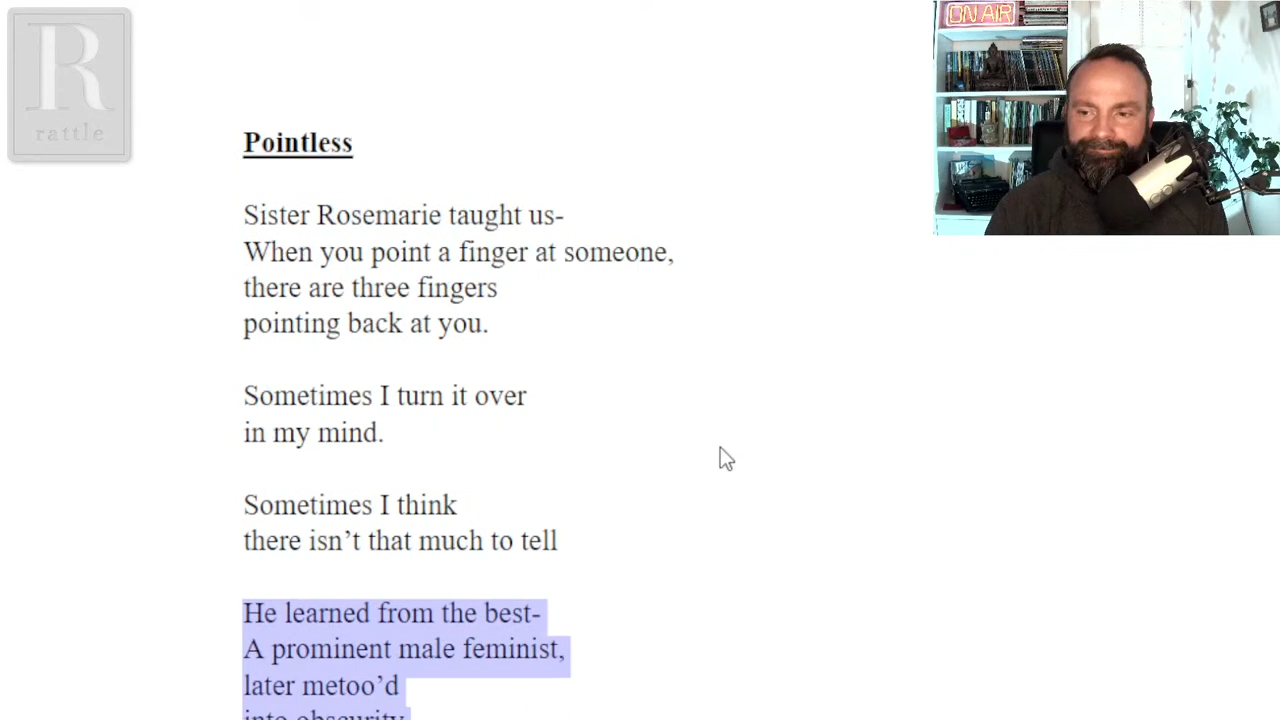 R
rattle
ON AIR
Pointless
Sister Rosemarie taught us-
When you point a finger at someone,
there are three fingers
pointing back at you.
Sometimes I turn it over
in my mind.
Sometimes I think
there isn’t that much to tell
He learned from the best-
A prominent male feminist,
later metoo’d
into obscurity